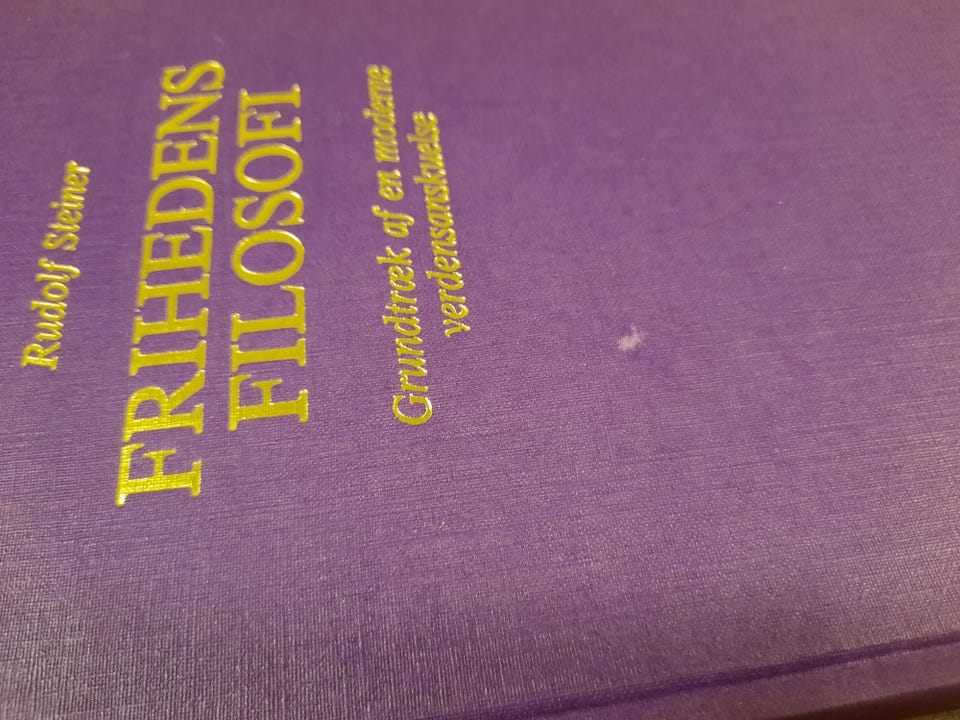 Rudolf Steiner
FRIHEDENS
FILOSOFI
Grundtræk af en moderne
verdensanskuelse